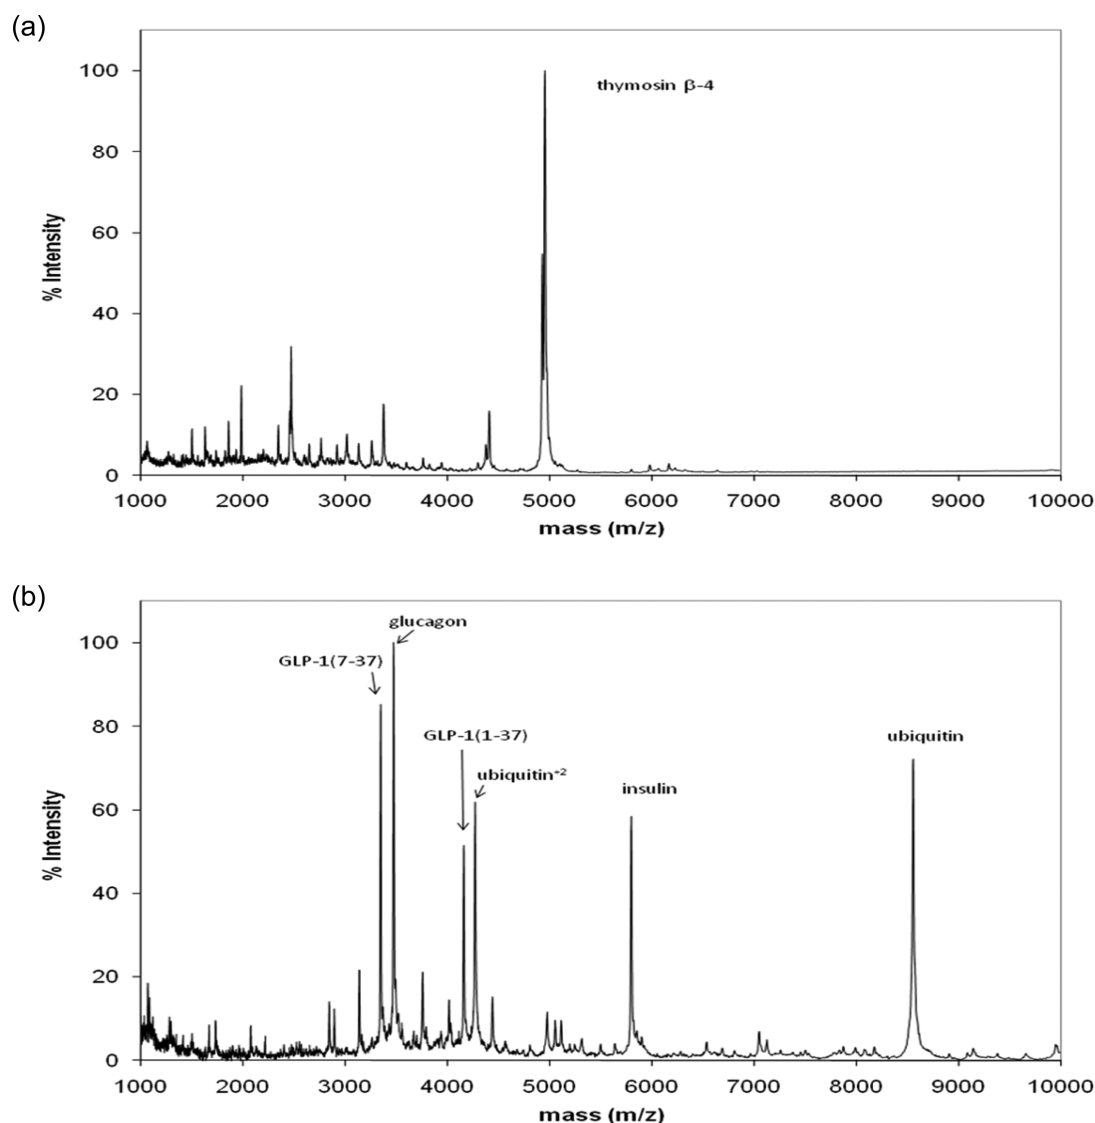 (a)
thymosin β-4
100
80
60
40
20
0
% Intensity
1000 2000 3000 4000 5000 6000 7000 8000 9000 10000
mass (m/z)
(b)
glucagon
GLP-1(7-37)
GLP-1(1-37)
ubiquitin+2
insulin
ubiquitin
100
80
60
40
20
0
% Intensity
1000 2000 3000 4000 5000 6000 7000 8000 9000 10000
mass (m/z)